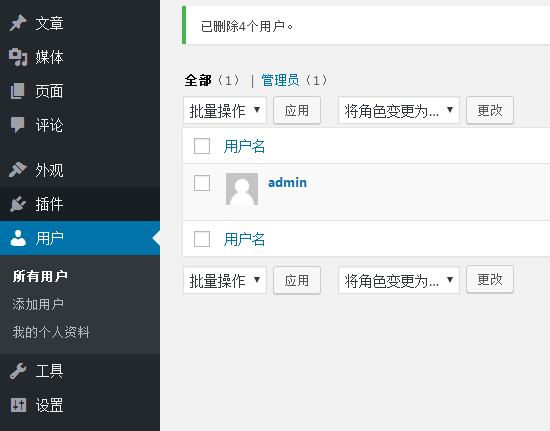 文章
媒体
页面
评论
外观
插件
用户
所有用户
添加用户
我的个人资料
工具
设置
已删除4个用户。
全部（1） | 管理员（1）
批量操作 应用 将角色变更为... 更改
用户名
admin
用户名
批量操作 应用 将角色变更为... 更改